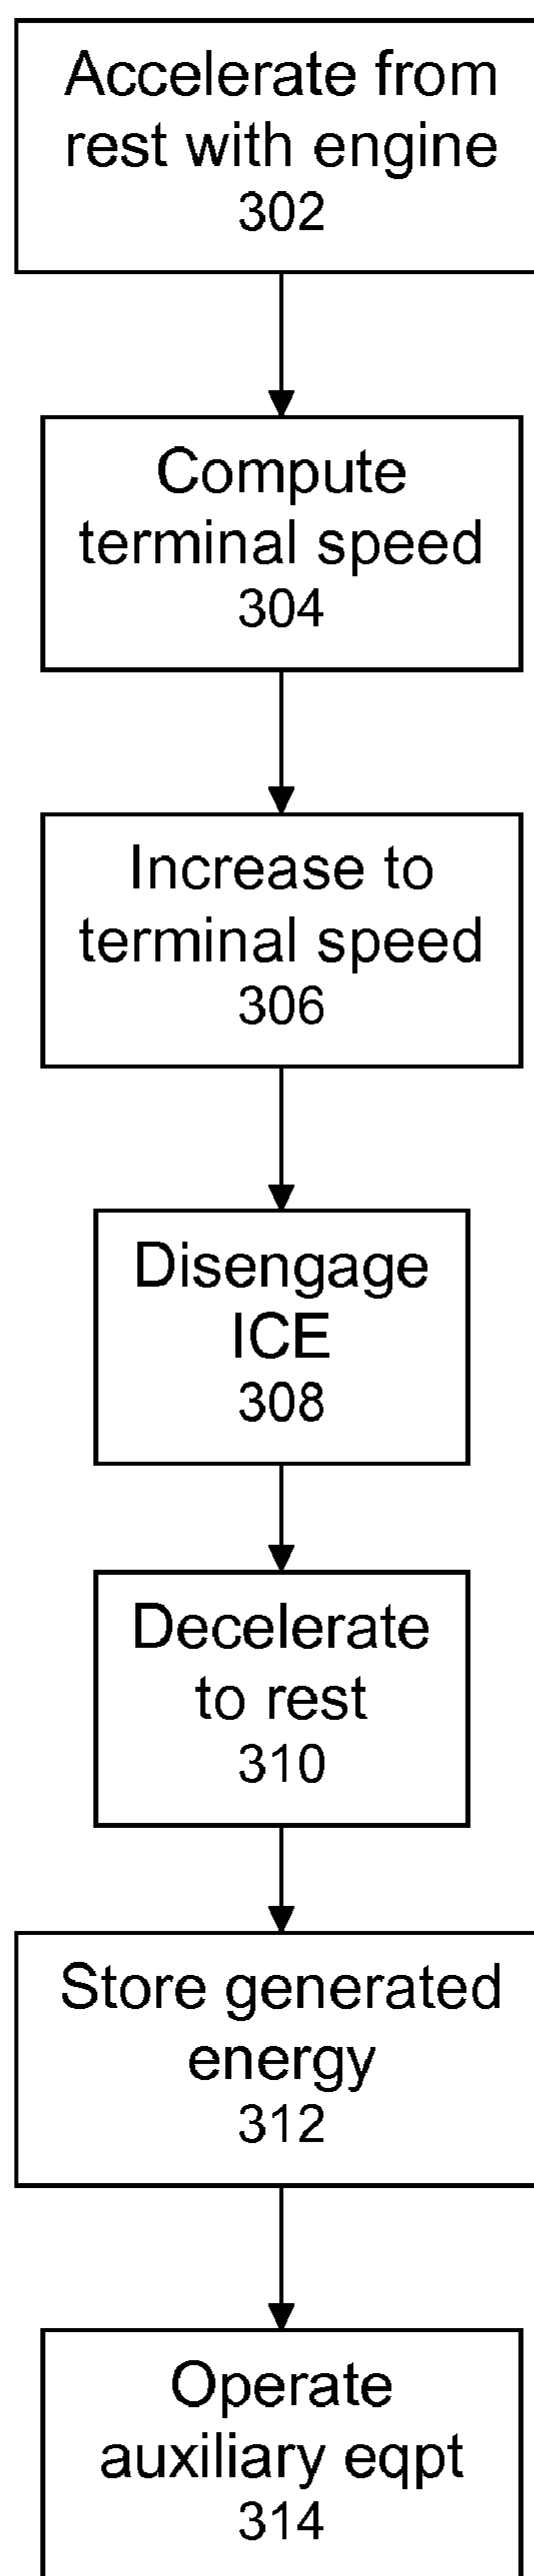 Accelerate from
rest with engine
302
Compute
terminal speed
304
Increase to
terminal speed
306
Disengage
ICE
308
Decelerate
to rest
310
Store generated
energy
312
Operate
auxiliary eqpt
314